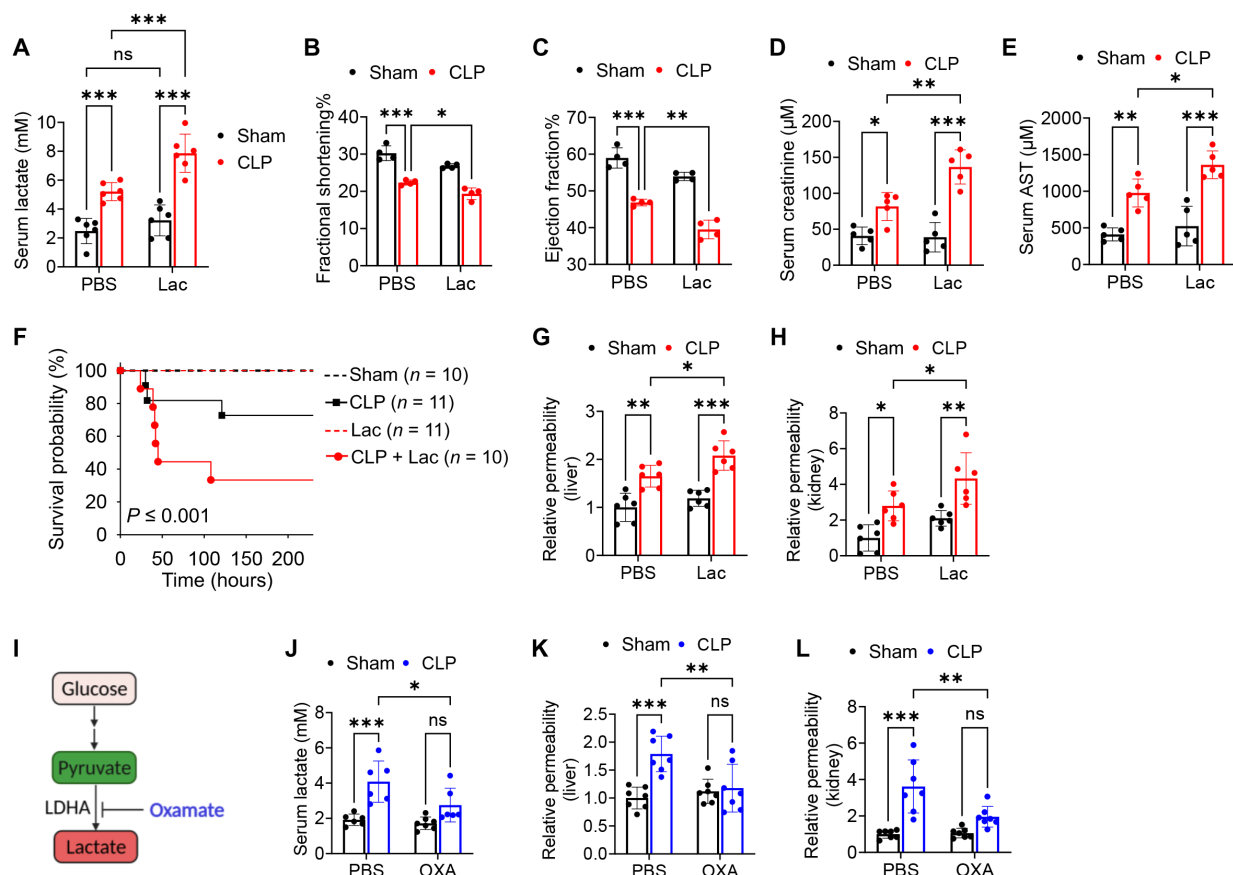 A
***
ns
***
***
Serum lactate (mM)
10
8
6
4
2
0
PBS
Lac
Sham
CLP
B
Sham
CLP
***
*
Fractional shortening%
40
30
20
10
0
PBS
Lac
C
Sham
CLP
***
**
Ejection fraction%
70
60
50
40
30
PBS
Lac
D
Sham
CLP
**
*
***
Serum creatinine (μM)
200
150
100
50
0
PBS
Lac
E
Sham
CLP
*
**
***
Serum AST (μM)
2000
1500
1000
500
0
PBS
Lac
F
Survival probability (%)
100
80
60
40
20
0
P ≤ 0.001
0
50
100
150
200
Time (hours)
Sham (n = 10)
CLP (n = 11)
Lac (n = 11)
CLP + Lac (n = 10)
G
Sham
CLP
*
**
***
Relative permeability
(liver)
3
2
1
0
PBS
Lac
H
Sham
CLP
*
*
**
Relative permeability
(kidney)
8
6
4
2
0
PBS
Lac
I
Glucose
Pyruvate
LDHA
Oxamate
Lactate
J
Sham
CLP
*
***
ns
Serum lactate (mM)
8
6
4
2
0
PBS
OXA
K
Sham
CLP
**
***
ns
Relative permeability
(liver)
2.5
2.0
1.5
1.0
0.5
0.0
PBS
OXA
L
Sham
CLP
**
***
ns
Relative permeability
(kidney)
8
6
4
2
0
PBS
OXA